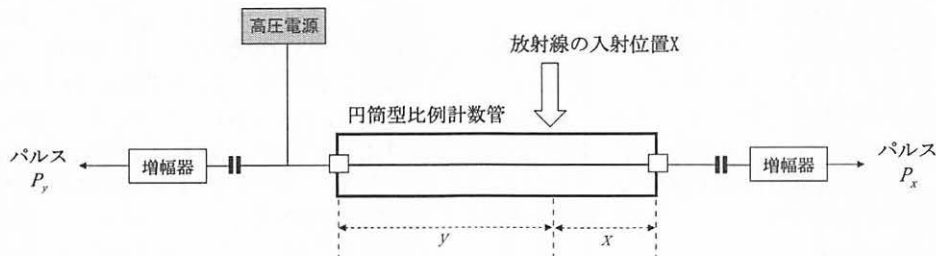 高圧電源
放射線の入射位置X
円筒型比例計数管
パルス
P_y
増幅器
増幅器
パルス
P_x
y
x